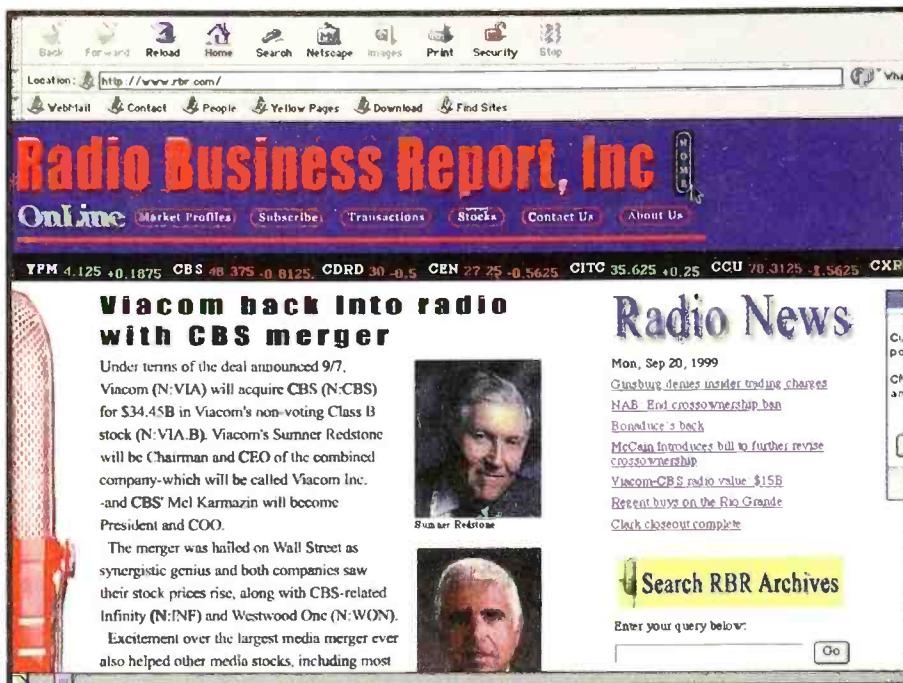 Back Forward Reload Home Search Netscape Images Print Security Stop
Location: http://www.rbr.com/
WebMail Contact People Yellow Pages Download Find Sites
Radio Business Report, Inc
HOME
OnLine Market Profiles Subscribe Transactions Stocks Contact Us About Us
YPM 4.125 +0.1875 CBS 48.375 -0.8125 CDRD 30 -0.5 CEN 27.25 -0.5625 CITC 35.625 +0.25 CCU 78.3125 -1.5625 CXR
Viacom back into radio
with CBS merger
Under terms of the deal announced 9/7,
Viacom (N:VIA) will acquire CBS (N:CBS)
for $34.45B in Viacom's non-voting Class B
stock (N:VIA.B). Viacom's Sumner Redstone
will be Chairman and CEO of the combined
company-which will be called Viacom Inc.
-and CBS' Mel Karmazin will become
President and COO.
The merger was hailed on Wall Street as
synergistic genius and both companies saw
their stock prices rise, along with CBS-related
Infinity (N:INF) and Westwood One (N:WON).
Excitement over the largest media merger ever
also helped other media stocks, including most
Sumner Redstone
Radio News
Mon, Sep 20, 1999
Ginsburg denies insider trading charges
NAB: End crossownership ban
Bonaduce's back
McCain introduces bill to further revise
crossownership
Viacom-CBS radio value: $15B
Regent buys on the Rio Grande
Clark closeout complete
Search RBR Archives
Enter your query below:
Go